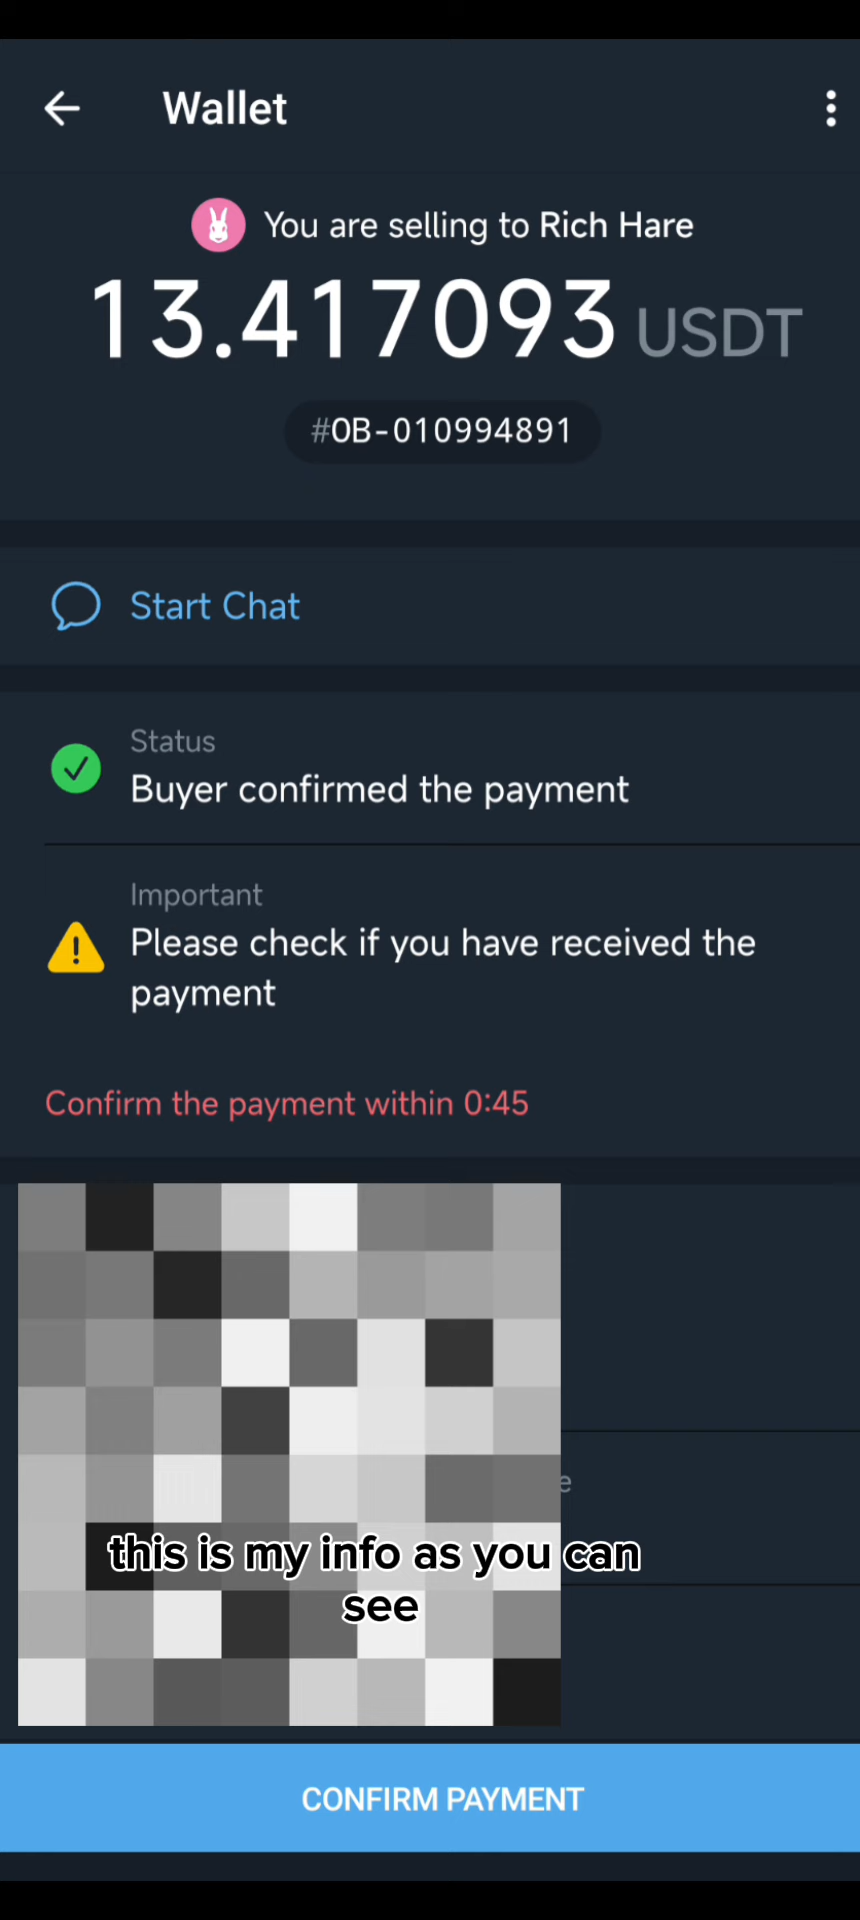 Wallet
You are selling to Rich Hare
13.417093 USDT
#OB-010994891
Start Chat
Status
Buyer confirmed the payment
Important
Please check if you have received the
payment
Confirm the payment within 0:45
e
this is my info as you can
see
CONFIRM PAYMENT